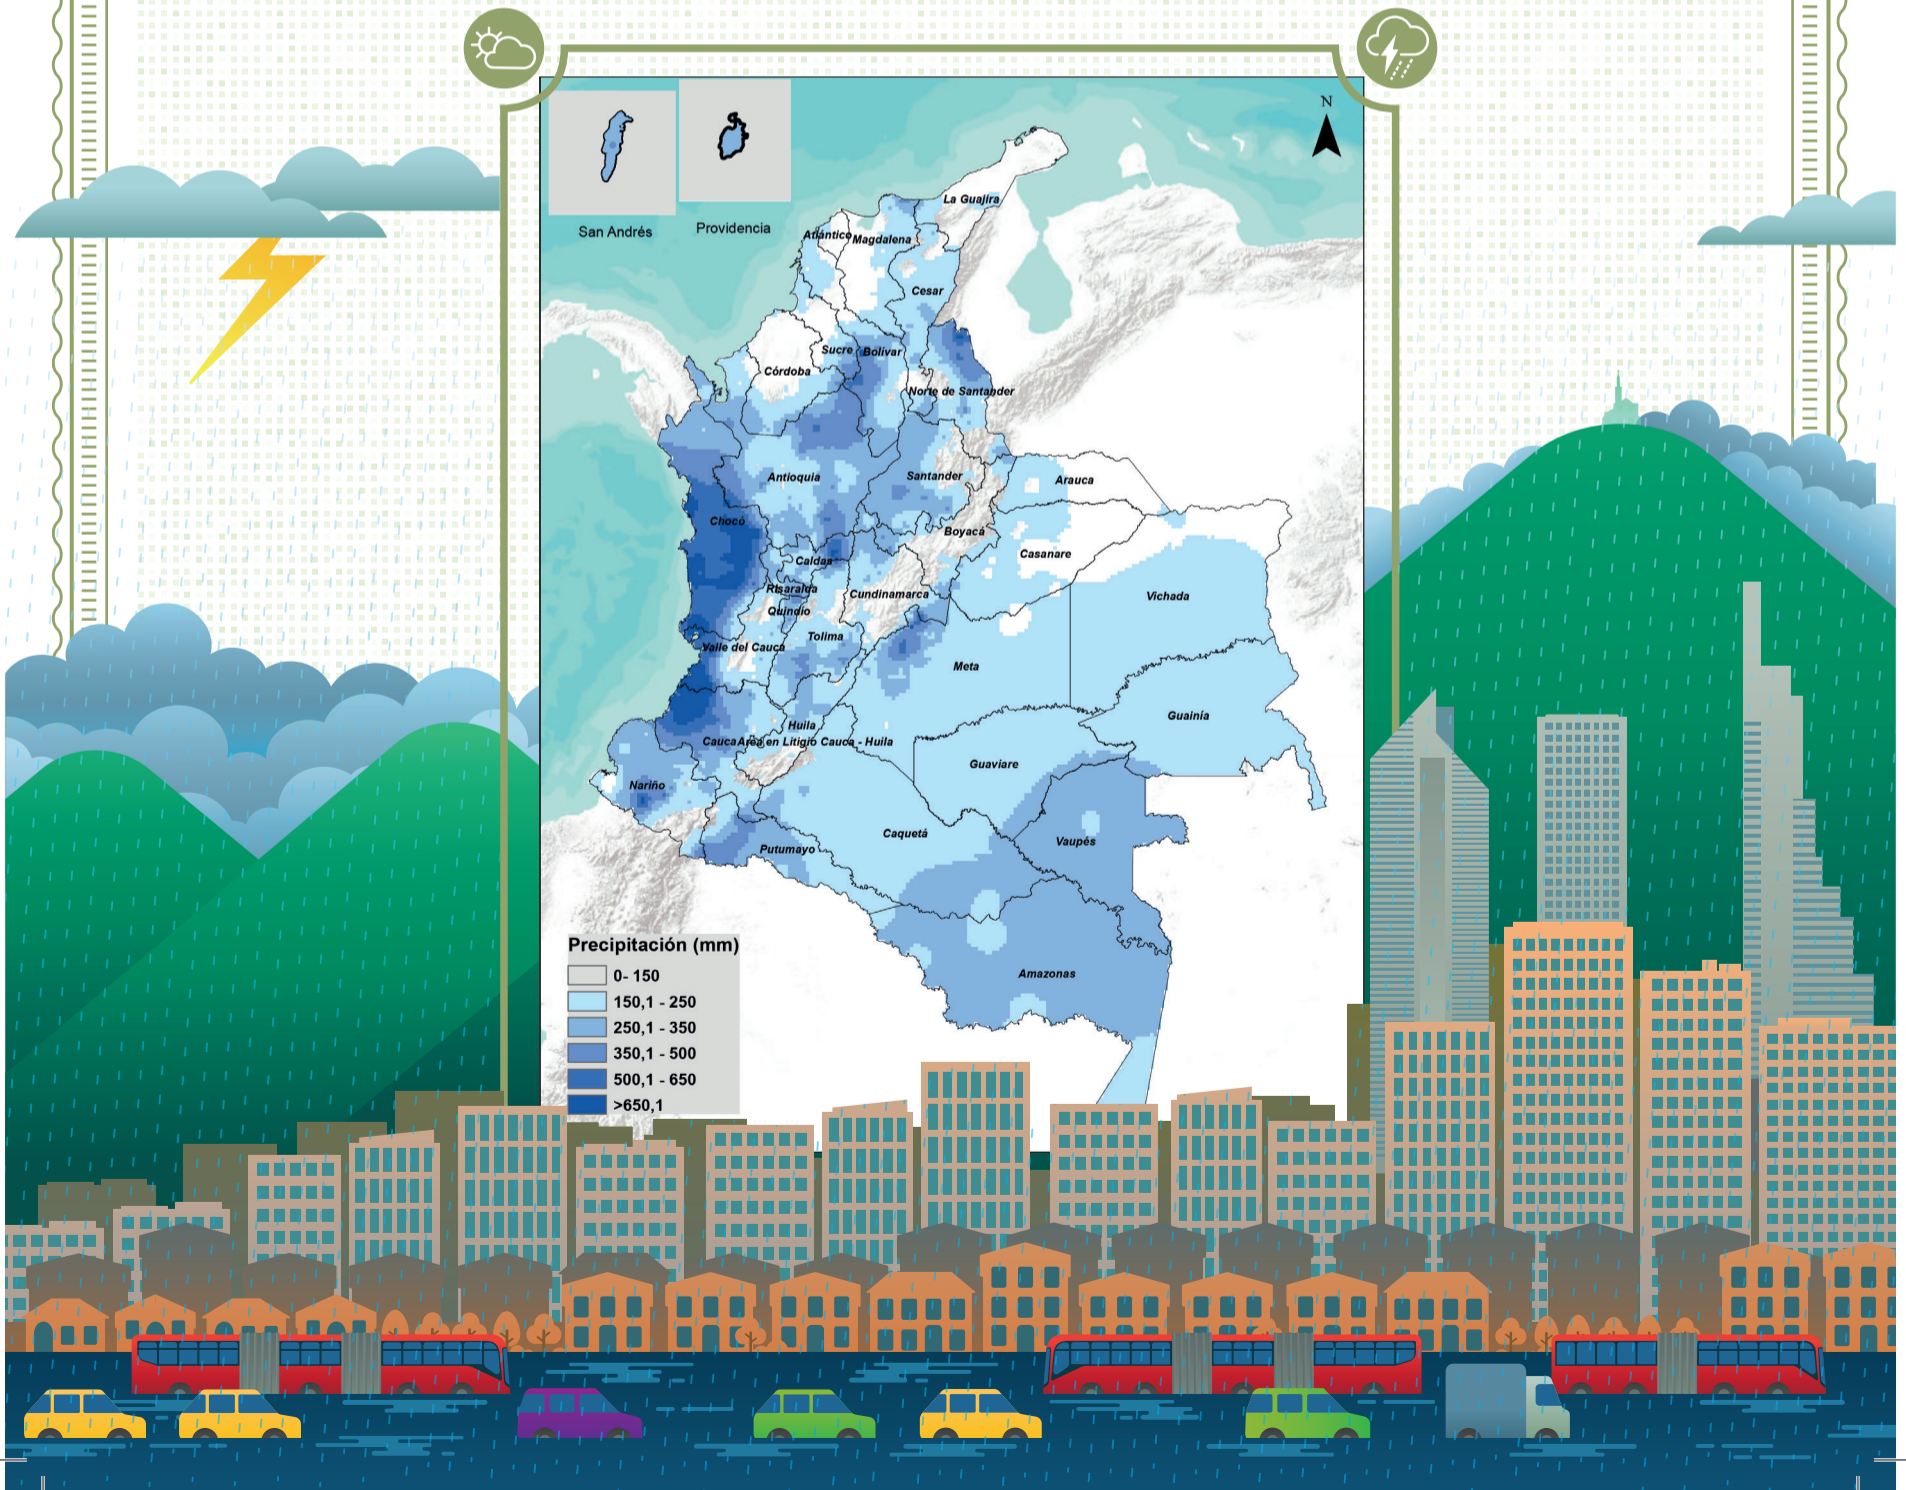 N
San Andrés
Providencia
La Guajira
Atlántico
Magdalena
Cesar
Sucre
Bolívar
Córdoba
Norte de Santander
Antioquia
Santander
Arauca
Chocó
Boyacá
Casanare
Caldas
Risaralda
Cundinamarca
Vichada
Quindío
Tolima
Valle del Cauca
Meta
Guainía
Huila
Cauca
Area en Litigio Cauca - Huila
Guaviare
Nariño
Caquetá
Vaupés
Putumayo
Amazonas
Precipitación (mm)
0- 150
150,1 - 250
250,1 - 350
350,1 - 500
500,1 - 650
>650,1